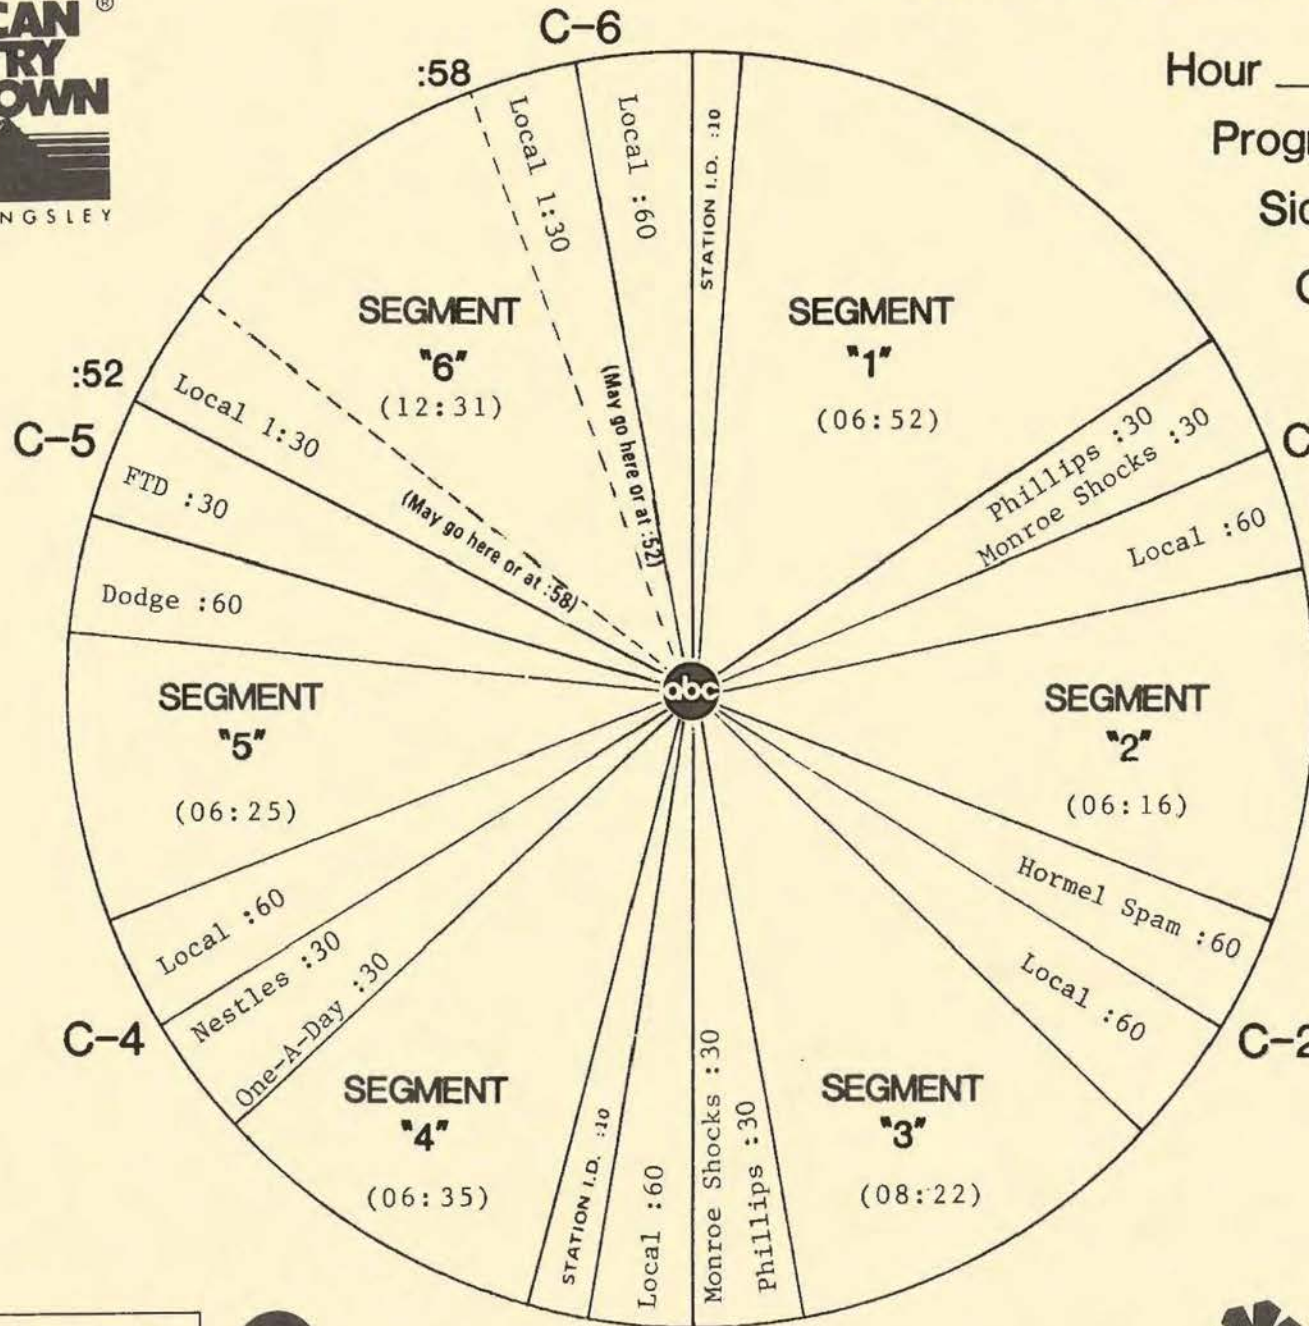 CAN ®
TRY
OWN
NGSLEY
Hour
C-6
:58
Local 1:30
Local :60
STATION I.D. :10
SEGMENT
"1"
(06:52)
Phillips :30
Monroe Shocks :30
Local :60
SEGMENT
"2"
(06:16)
Hormel Spam :60
Local :60
C-2
SEGMENT
"3"
(08:22)
Phillips :30
Monroe Shocks :30
Local :60
STATION I.D. :10
SEGMENT
"4"
(06:35)
One-A-Day :30
Nestles :30
C-4
Local :60
SEGMENT
"5"
(06:25)
Dodge :60
FTD :30
C-5
:52
Local 1:30
(May go here or at :58)
SEGMENT
"6"
(12:31)
(May go here or at :52)
abc